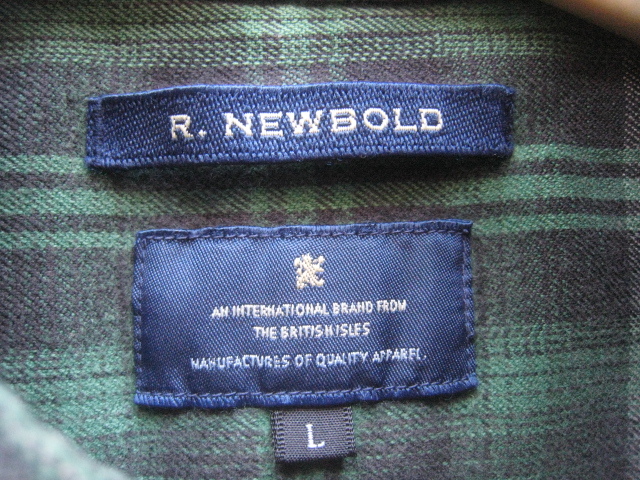 R. NEWBOLD
AN INTERNATIONAL BRAND FROM
THE BRITISH ISLES
MANUFACTURES OF QUALITY APPAREL.
L